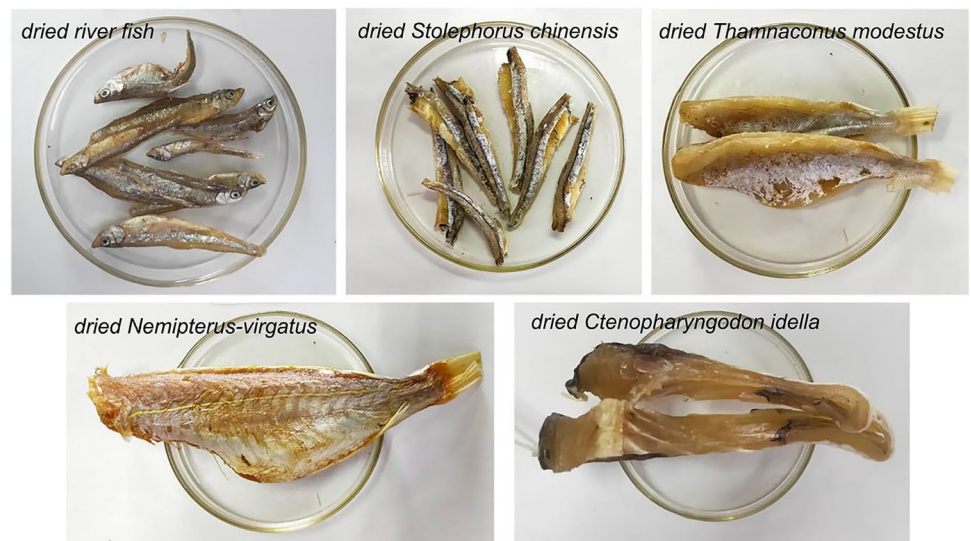 dried river fish
dried Stolephorus chinensis
dried Thamnaconus modestus
dried Nemipterus-virgatus
dried Ctenopharyngodon idella